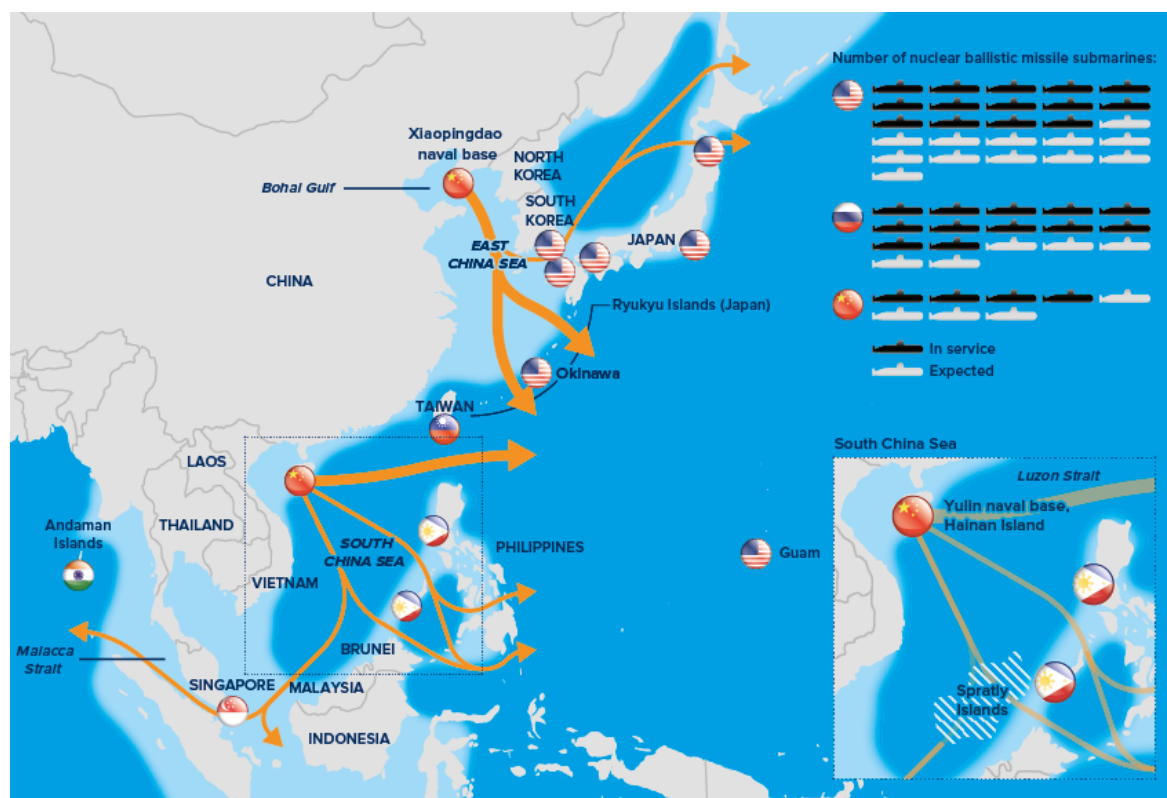 Number of nuclear ballistic missile submarines:
In service
Expected
Xiaopingdao
naval base
Bohai Gulf
NORTH
KOREA
SOUTH
KOREA
JAPAN
EAST
CHINA SEA
CHINA
Ryukyu Islands (Japan)
Okinawa
TAIWAN
LAOS
THAILAND
VIETNAM
Andaman
Islands
SOUTH
CHINA SEA
PHILIPPINES
Guam
BRUNEI
Malacca
Strait
SINGAPORE
MALAYSIA
INDONESIA
South China Sea
Luzon Strait
Yulin naval base,
Hainan Island
Spratly
Islands